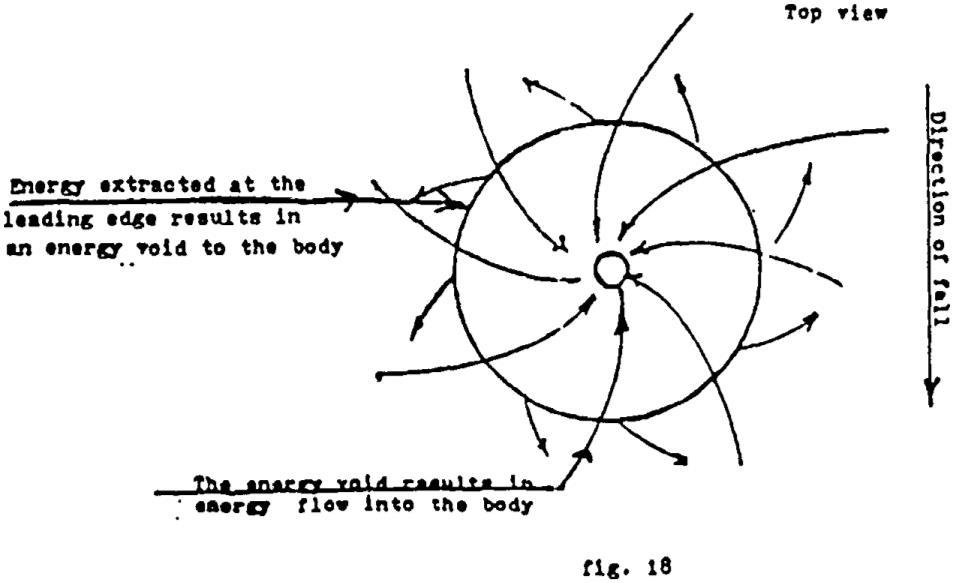 Top view
Direction of fall
Energy extracted at the
leading edge results in
an energy void to the body
The energy void results in
energy flow into the body
fig. 18